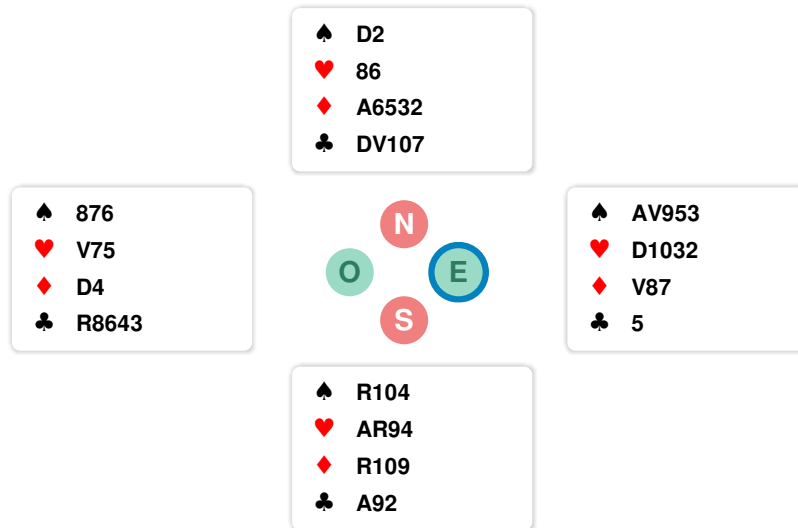 ♠ D2
♥ 86
♦ A6532
♣ DV107
♠ 876
♥ V75
♦ D4
♣ R8643
N
O
E
S
♠ AV953
♥ D1032
♦ V87
♣ 5
♠ R104
♥ AR94
♦ R109
♣ A92